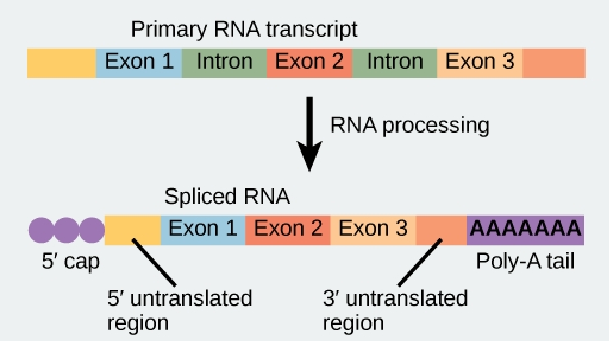 Primary RNA transcript
Exon 1 Intron Exon 2 Intron Exon 3
RNA processing
Spliced RNA
Exon 1 Exon 2 Exon 3 AAAAAAA
5′ cap Poly-A tail
5′ untranslated region
3′ untranslated region